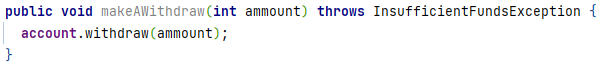 public void makeAWithdraw(int ammount) throws InsufficientFundsException {
account.withdraw(ammount);
}